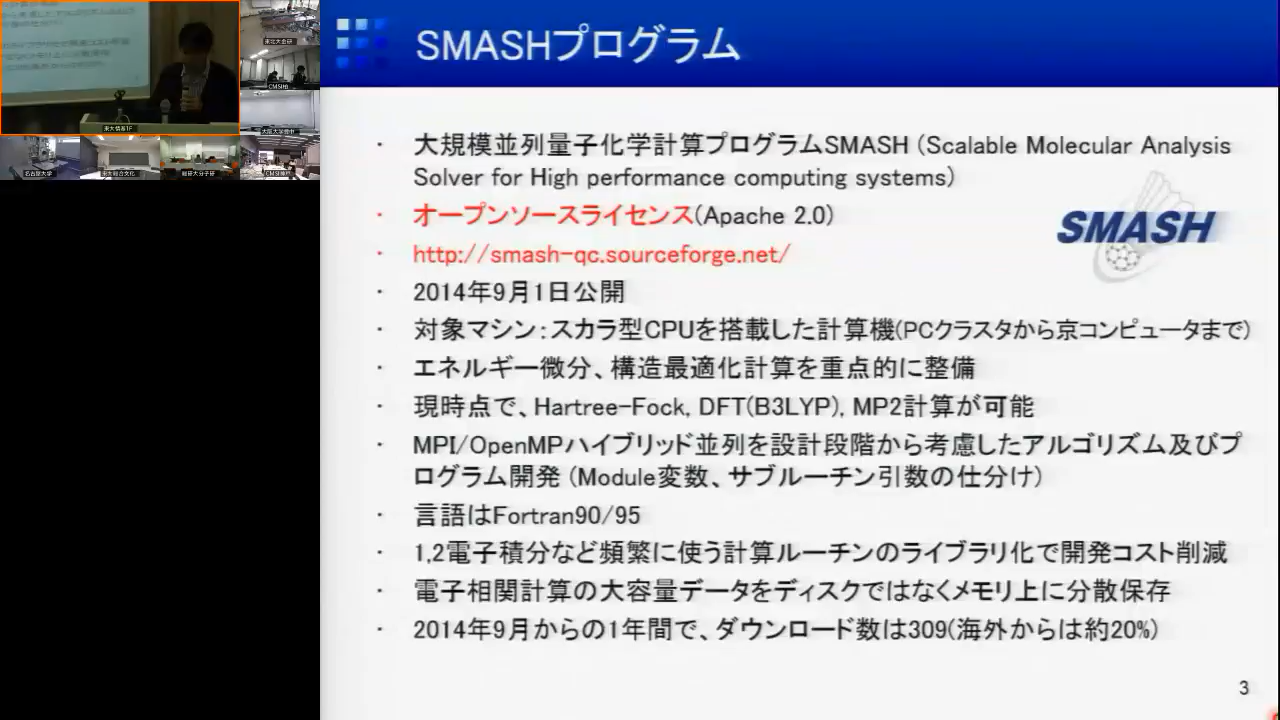 SMASHプログラム
・ 大規模並列量子化学計算プログラムSMASH (Scalable Molecular Analysis
Solver for High performance computing systems)
・ オープンソースライセンス(Apache 2.0)
SMASH
・ http://smash-qc.sourceforge.net/
・ 2014年9月1日公開
・ 対象マシン:スカラ型CPUを搭載した計算機(PCクラスタから京コンピュータまで)
・ エネルギー微分、構造最適化計算を重点的に整備
・ 現時点で、Hartree-Fock, DFT(B3LYP), MP2計算が可能
・ MPI/OpenMPハイブリッド並列を設計段階から考慮したアルゴリズム及びプ
ログラム開発 (Module変数、サブルーチン引数の仕分け)
・ 言語はFortran90/95
・ 1,2電子積分など頻繁に使う計算ルーチンのライブラリ化で開発コスト削減
・ 電子相関計算の大容量データをディスクではなくメモリ上に分散保存
・ 2014年9月からの1年間で、ダウンロード数は309(海外からは約20%)
3
名古屋大学